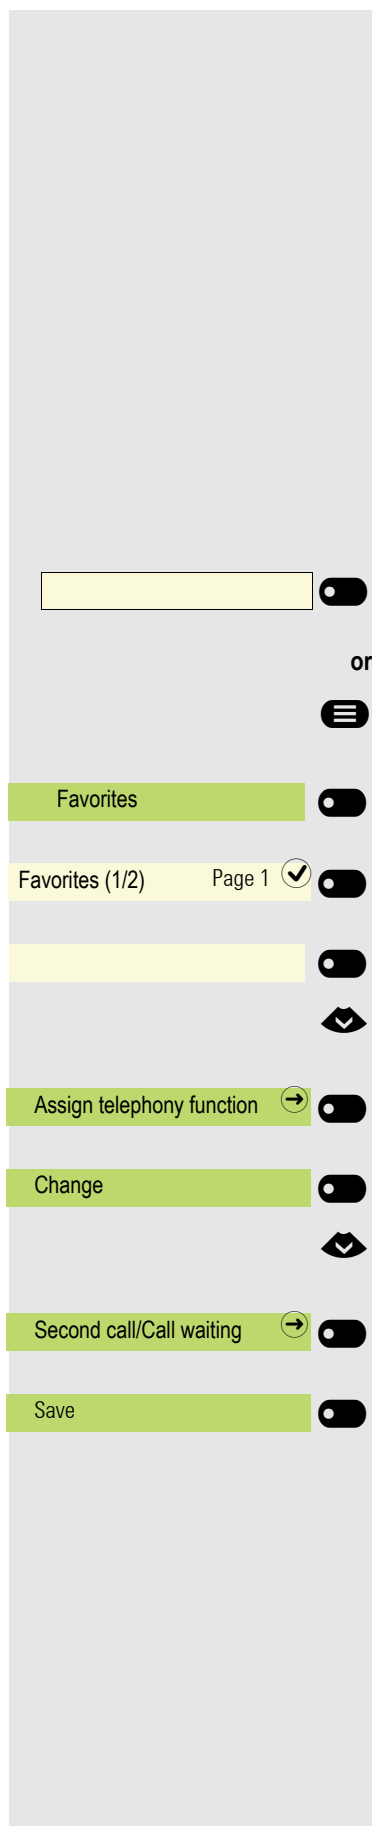 or
Favorites
Favorites (1/2) Page 1
Assign telephony function
Change
Second call/Call waiting
Save